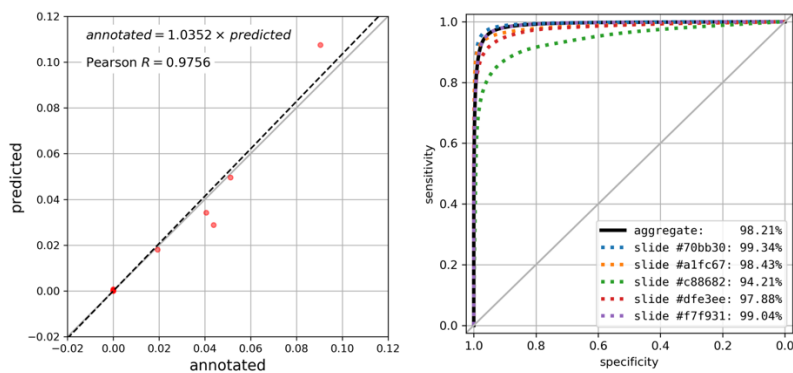 annotated = 1.0352 × predicted
Pearson R = 0.9756
0.12
0.10
0.08
0.06
0.04
0.02
0.00
−0.02
predicted
−0.02 0.00 0.02 0.04 0.06 0.08 0.10 0.12
annotated
1.0
0.8
0.6
0.4
0.2
0.0
sensitivity
aggregate: 98.21%
slide #70bb30: 99.34%
slide #a1fc67: 98.43%
slide #c88682: 94.21%
slide #dfe3ee: 97.88%
slide #f7f931: 99.04%
1.0 0.8 0.6 0.4 0.2 0.0
specificity